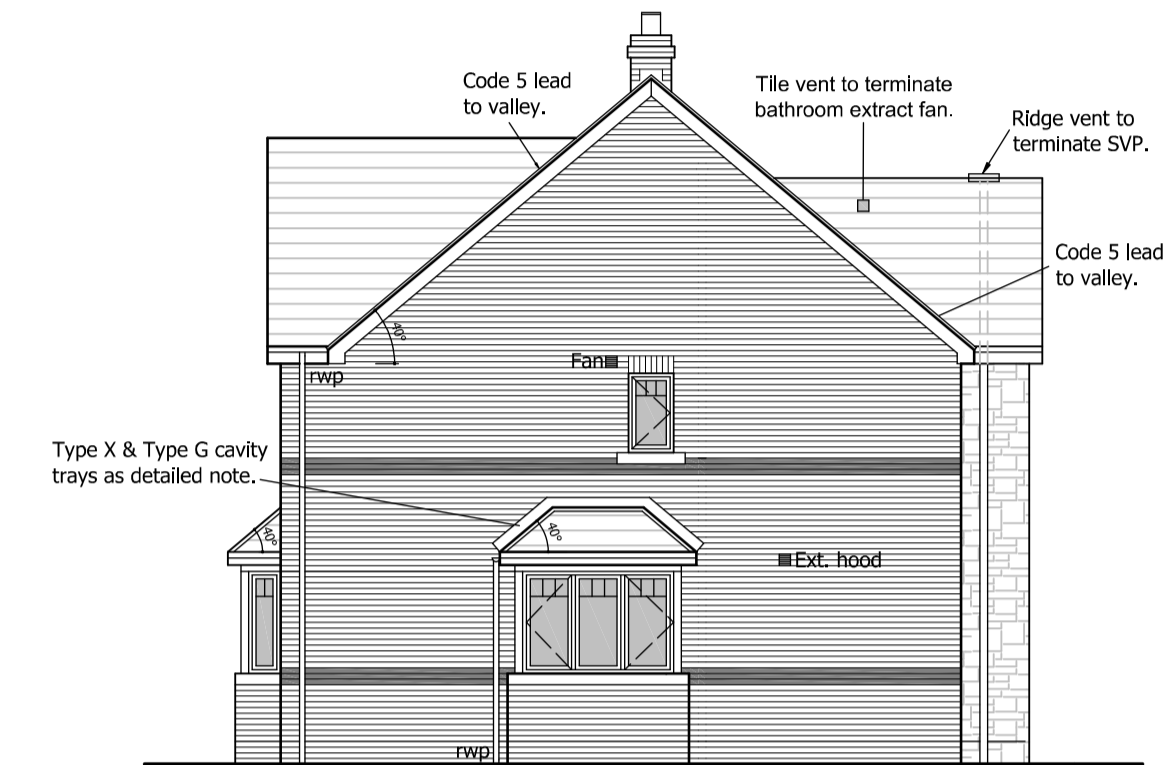 Code 5 lead
to valley.
Tile vent to terminate
bathroom extract fan.
Ridge vent to
terminate SVP.
Code 5 lead
to valley.
40°
Fan
rwp
Type X & Type G cavity
trays as detailed note.
40°
40°
Ext. hood
rwp